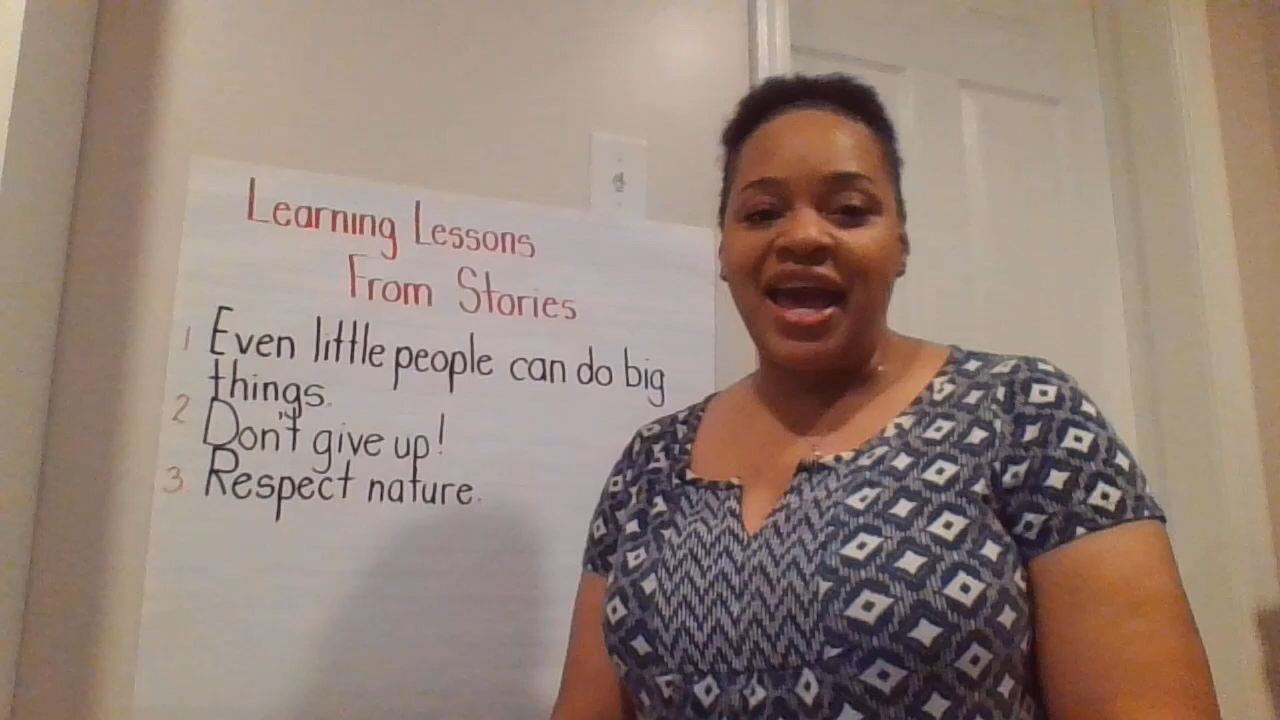 Learning Lessons
From Stories
1 Even little people can do big
things.
2 Don't give up!
3. Respect nature.